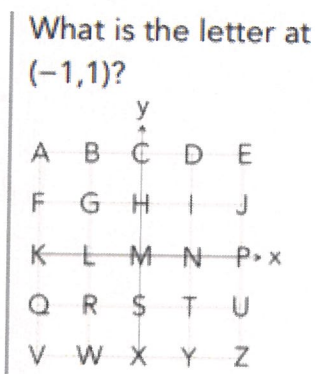 What is the letter at
(−1,1)?
y
A B C D E
F G H I J
K L M N P x
Q R S T U
V W X Y Z